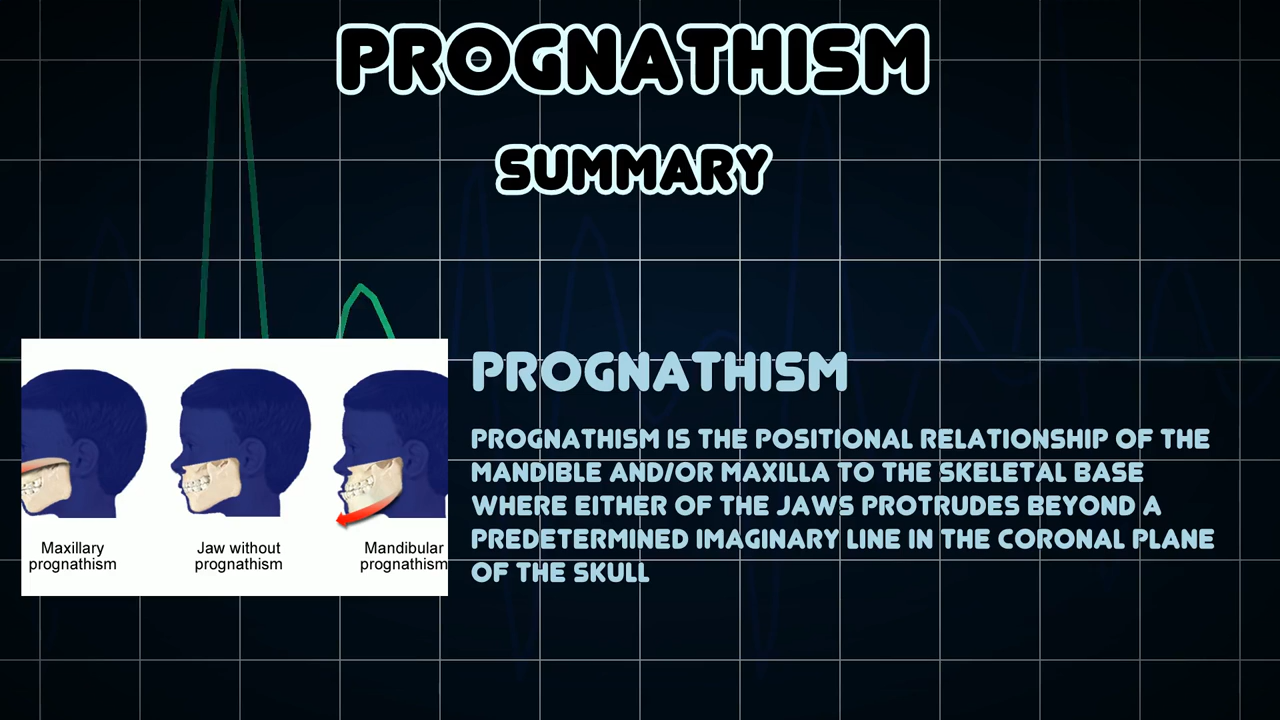 PROGNATHISM
SUMMARY
PROGNATHISM
PROGNATHISM IS THE POSITIONAL RELATIONSHIP OF THE
MANDIBLE AND/OR MAXILLA TO THE SKELETAL BASE
WHERE EITHER OF THE JAWS PROTRUDES BEYOND A
PREDETERMINED IMAGINARY LINE IN THE CORONAL PLANE
OF THE SKULL
Maxillary
prognathism
Jaw without
prognathism
Mandibular
prognathism